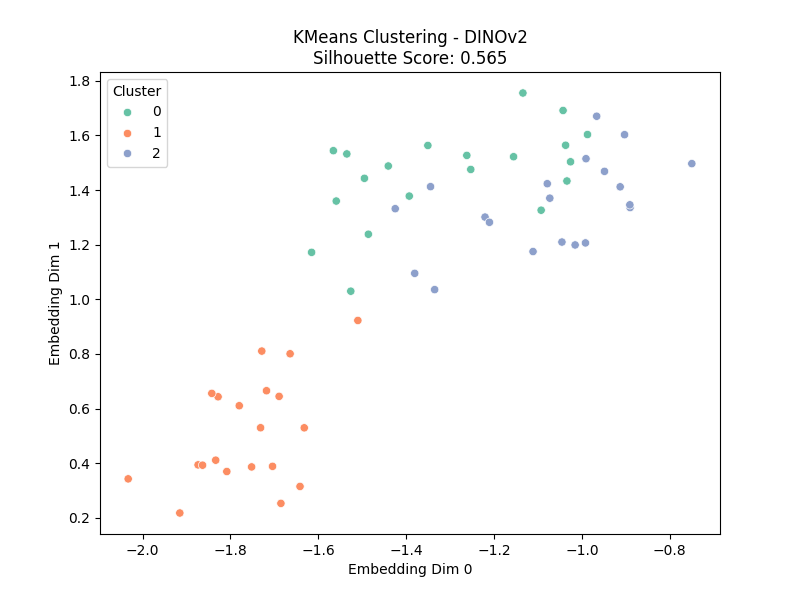 KMeans Clustering - DINOv2
Silhouette Score: 0.565
Cluster
0
1
2
1.8
1.6
1.4
1.2
1.0
0.8
0.6
0.4
0.2
Embedding Dim 1
−2.0 −1.8 −1.6 −1.4 −1.2 −1.0 −0.8
Embedding Dim 0